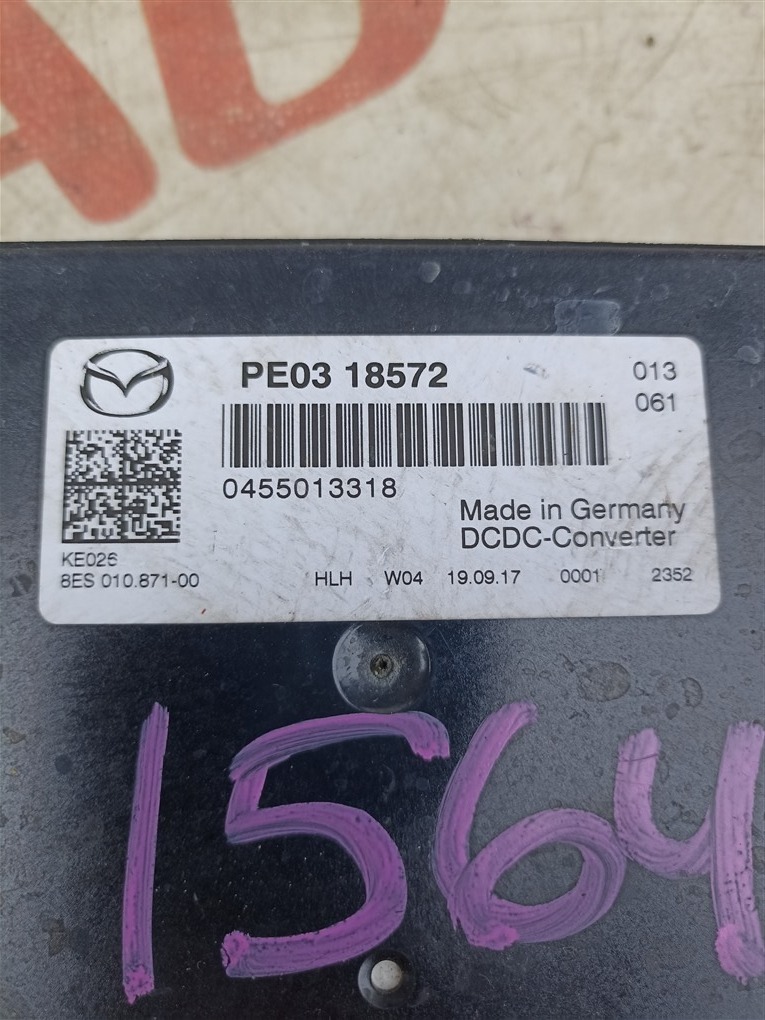 AD
PE03 18572
013
061
0455013318
Made in Germany
DCDC-Converter
KE026
8ES 010.871-00 HLH W04 19.09.17 0001 2352
1564